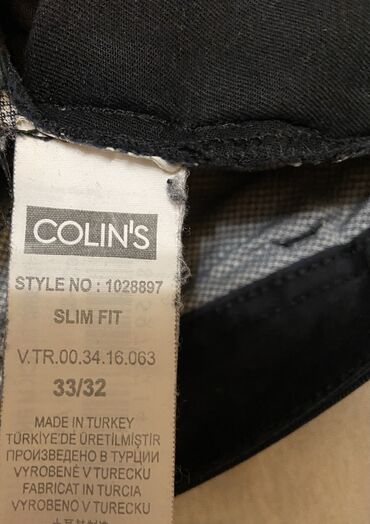 COLIN'S
STYLE NO : 1028897
SLIM FIT
V.TR.00.34.16.063
33/32
MADE IN TURKEY
TÜRKİYE'DE ÜRETİLMİŞTİR
ПРОИЗВЕДЕНО В ТУРЦИИ
VYROBENÉ V TURECKU
FABRICAT IN TURCIA
VYROBENO V TURECKU